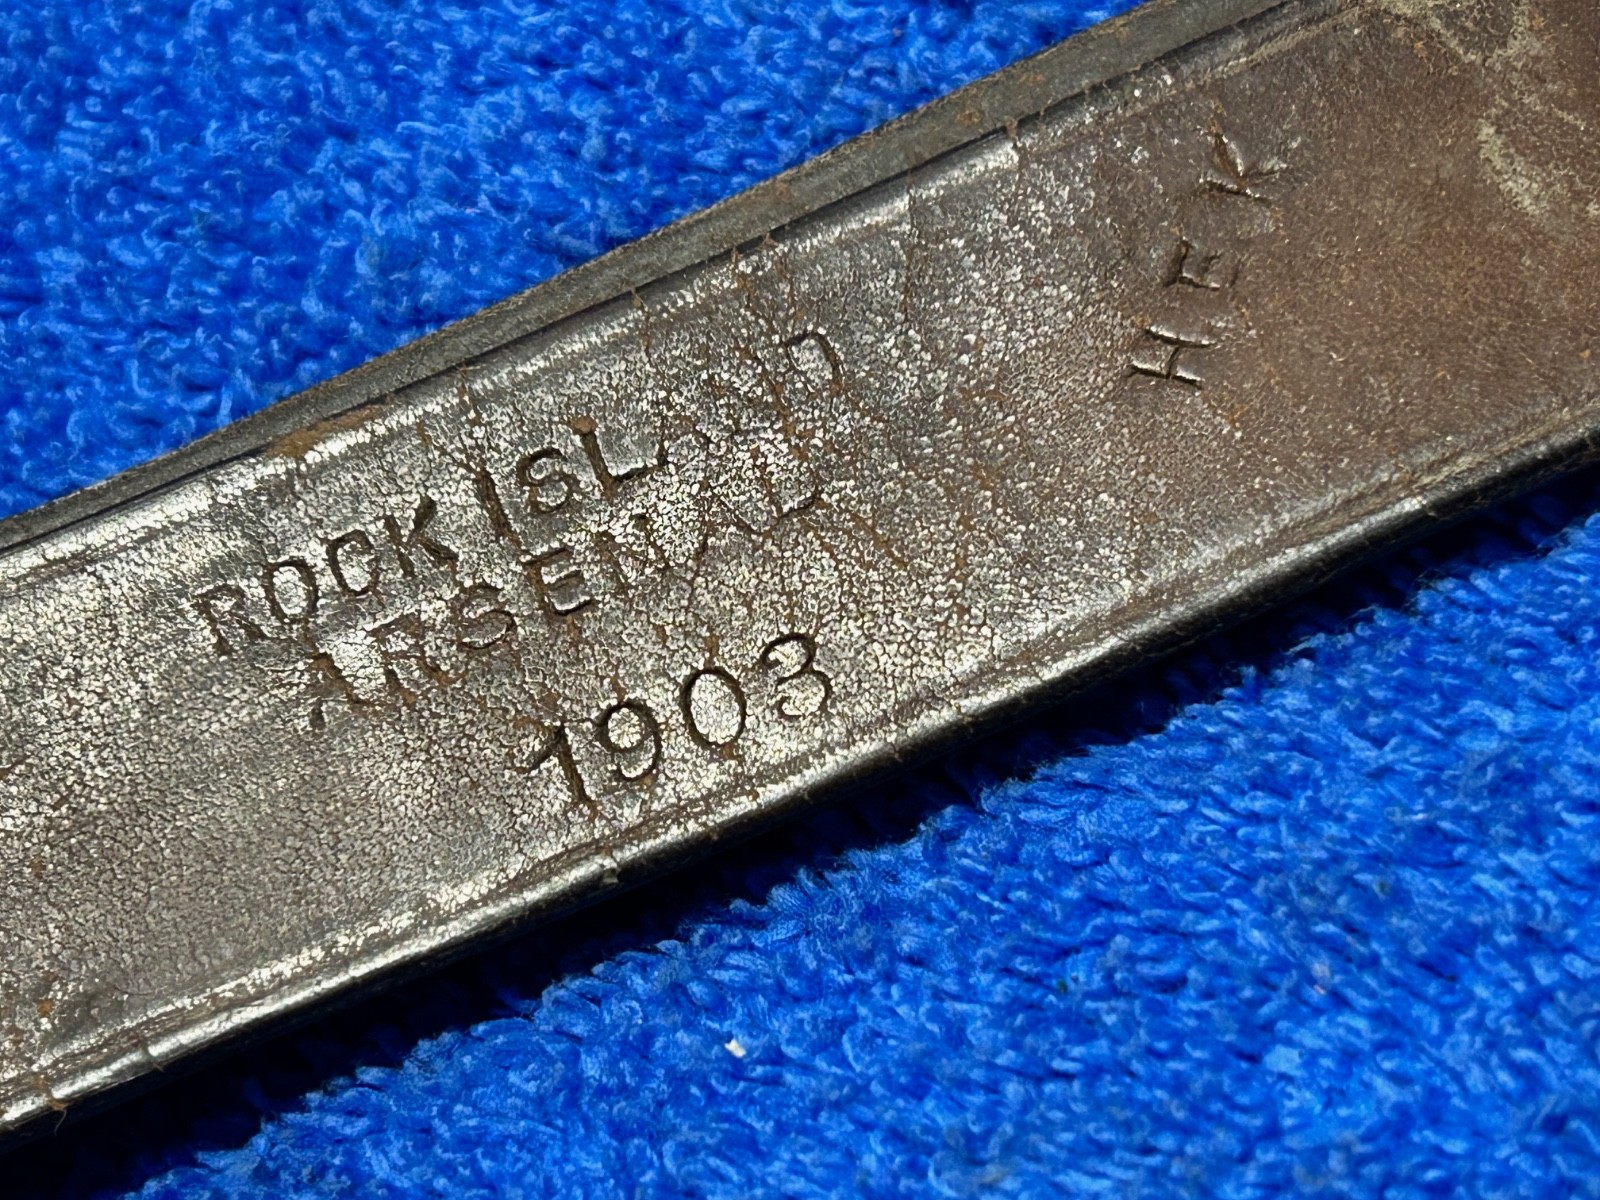 ROCK ISLAND
ARSENAL
1903
HEK